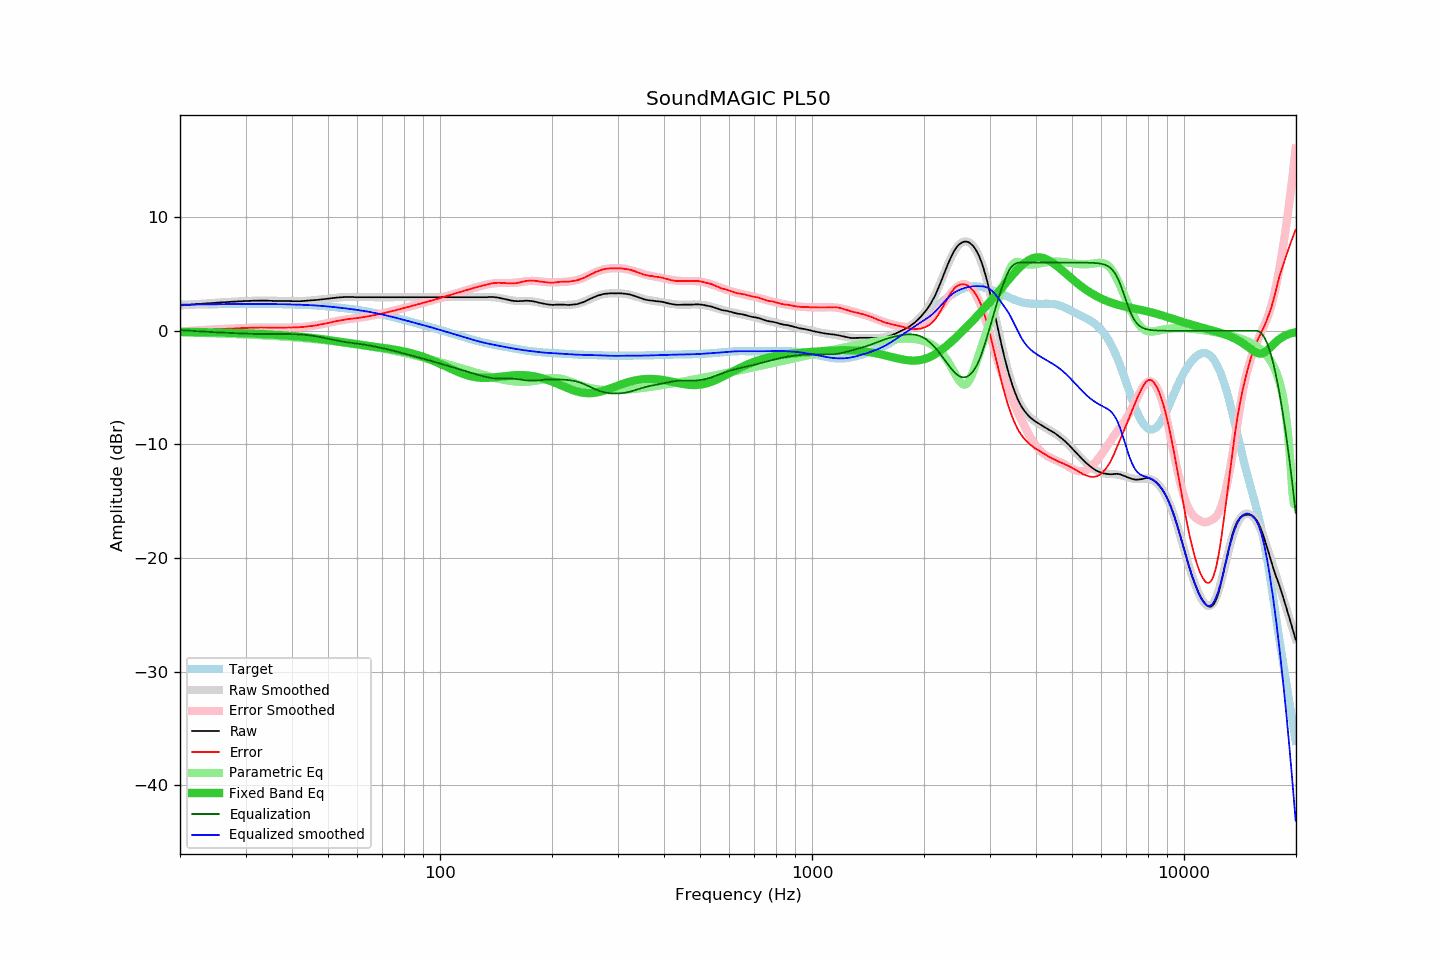 SoundMAGIC PL50
Amplitude (dBr)
10
0
−10
−20
−30
−40
Target
Raw Smoothed
Error Smoothed
Raw
Error
Parametric Eq
Fixed Band Eq
Equalization
Equalized smoothed
100
1000
10000
Frequency (Hz)